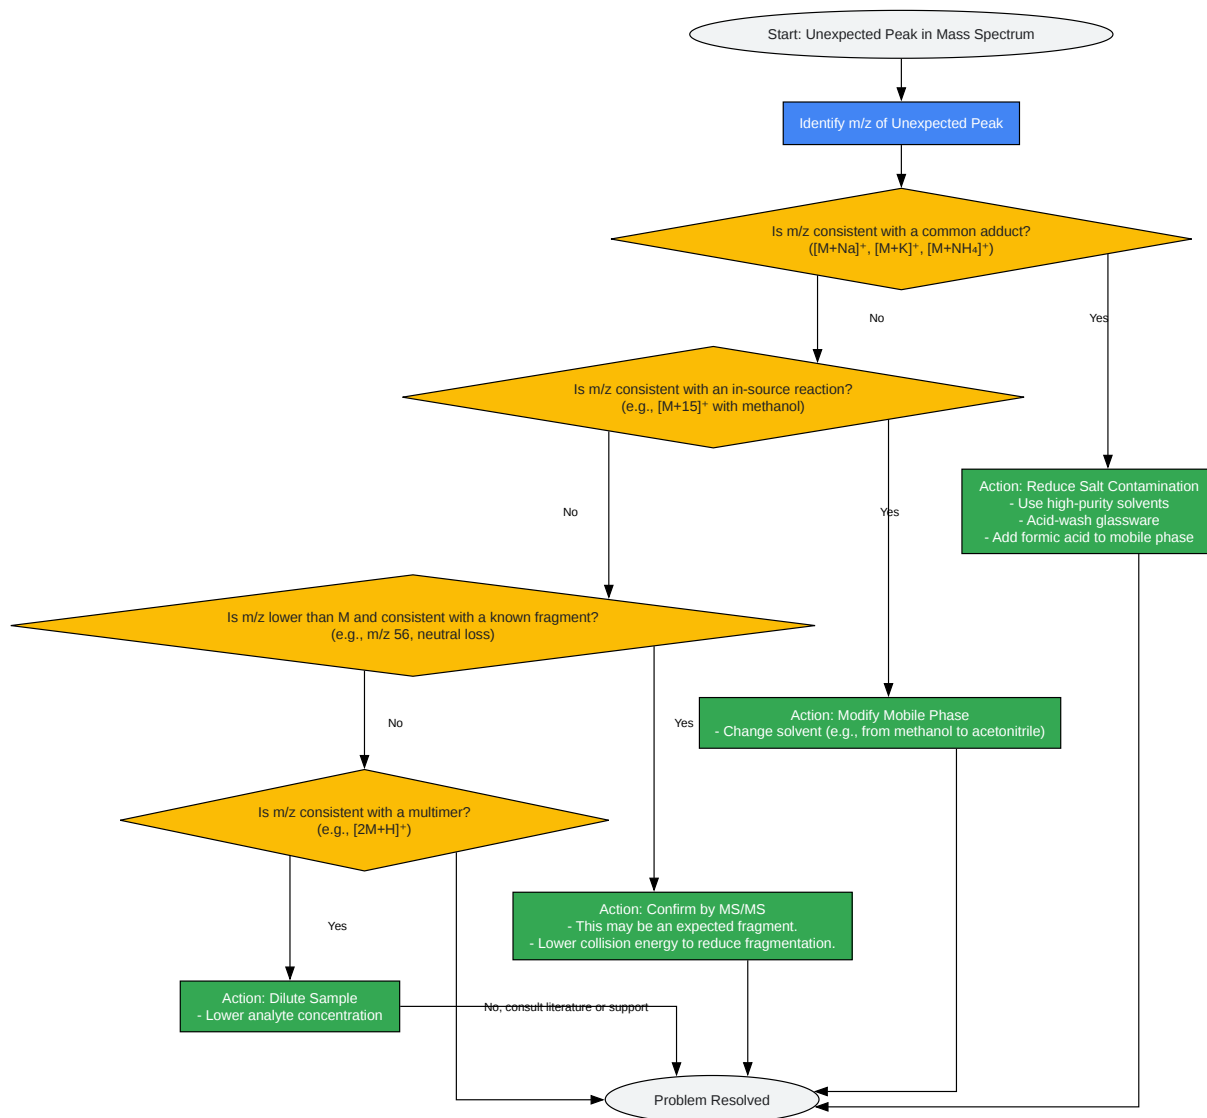 Start: Unexpected Peak in Mass Spectrum
Identify m/z of Unexpected Peak
Is m/z consistent with a common adduct?
([M+Na]⁺, [M+K]⁺, [M+NH₄]⁺)
No
Yes
Is m/z consistent with an in-source reaction?
(e.g., [M+15]⁺ with methanol)
Action: Reduce Salt Contamination
- Use high-purity solvents
- Acid-wash glassware
- Add formic acid to mobile phase
No
Yes
Is m/z lower than M and consistent with a known fragment?
(e.g., m/z 56, neutral loss)
Action: Modify Mobile Phase
- Change solvent (e.g., from methanol to acetonitrile)
No
Yes
Is m/z consistent with a multimer?
(e.g., [2M+H]⁺)
Action: Confirm by MS/MS
- This may be an expected fragment.
- Lower collision energy to reduce fragmentation.
Yes
Action: Dilute Sample
- Lower analyte concentration
No, consult literature or support
Problem Resolved